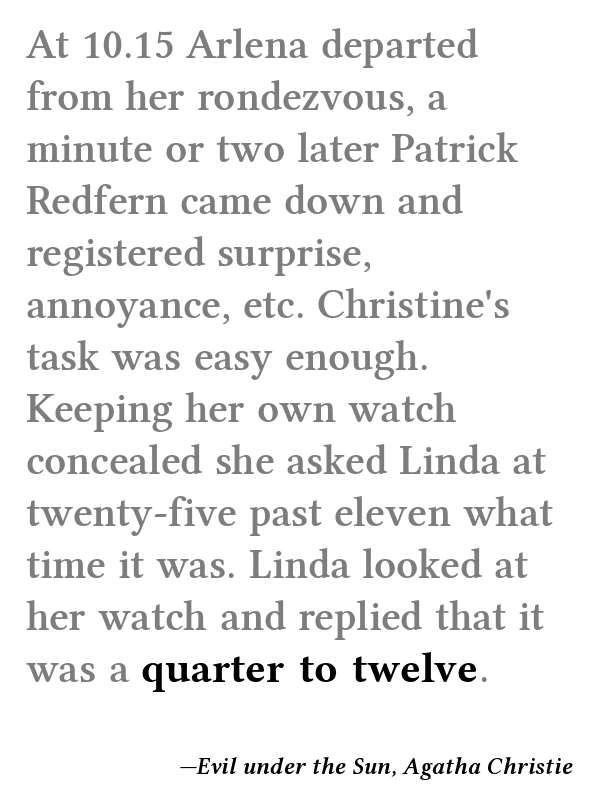 At 10.15 Arlena departed
from her rondezvous, a
minute or two later Patrick
Redfern came down and
registered surprise,
annoyance, etc. Christine's
task was easy enough.
Keeping her own watch
concealed she asked Linda at
twenty-five past eleven what
time it was. Linda looked at
her watch and replied that it
was a quarter to twelve.
—Evil under the Sun, Agatha Christie